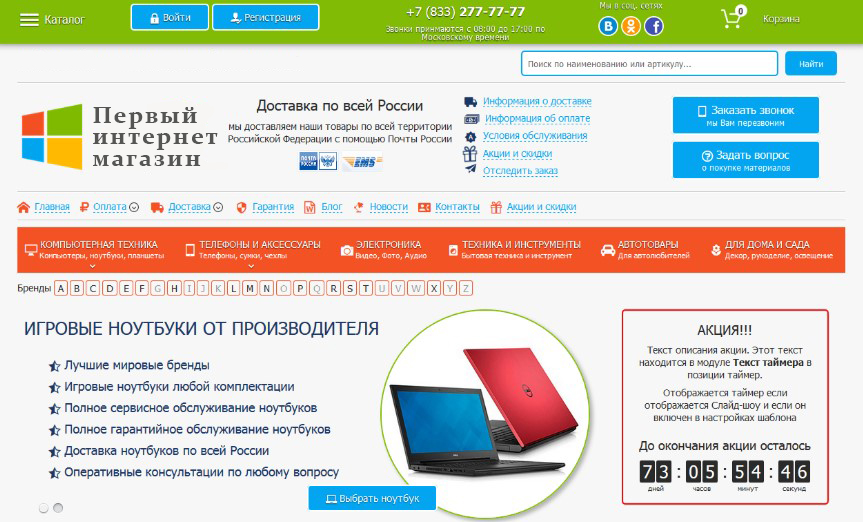 Каталог
Войти
Регистрация
+7 (833) 277-77-77
Звонки принмаются с 08:00 до 17:00 по
Московскому времени
Мы в соц. сетях
0
Корзина
Поиск по наименованию или артикулу...
Найти
Первый
интернет
магазин
Доставка по всей России
мы доставляем наши товары по всей территории
Российской Федерации с помощью Почты России
EMS
Информация о доставке
Информация об оплате
Условия обслуживания
Акции и скидки
Отследить заказ
Заказать звонок
мы Вам перезвоним
Задать вопрос
о покупке материалов
Главная
Оплата
Доставка
Гарантия
Блог
Новости
Контакты
Акции и скидки
КОМПЬЮТЕРНАЯ ТЕХНИКА
Компьютеры, ноутбуки, планшеты
ТЕЛЕФОНЫ И АКСЕССУАРЫ
Телефоны, сумки, чехлы
ЭЛЕКТРОНИКА
Видео, Фото, Аудио
ТЕХНИКА И ИНСТРУМЕНТЫ
Бытовая техника и инструмент
АВТОТОВАРЫ
Для автолюбителей
ДЛЯ ДОМА И САДА
Декор, рукоделие, освещение
Бренды A B C D E F G H I J K L M N O P Q R S T U V W X Y Z
ИГРОВЫЕ НОУТБУКИ ОТ ПРОИЗВОДИТЕЛЯ
Лучшие мировые бренды
Игровые ноутбуки любой комплектации
Полное сервисное обслуживание ноутбуков
Полное гарантийное обслуживание ноутбуков
Доставка ноутбуков по всей России
Оперативные консультации по любому вопросу
Выбрать ноутбук
АКЦИЯ!!!
Текст описания акции. Этот текст
находится в модуле Текст таймера в
позиции таймер.
Отображается таймер если
отображается Слайд-шоу и если он
включен в настройках шаблона
До окончания акции осталось
73 : 05 : 54 : 46
дней часов минут секунд